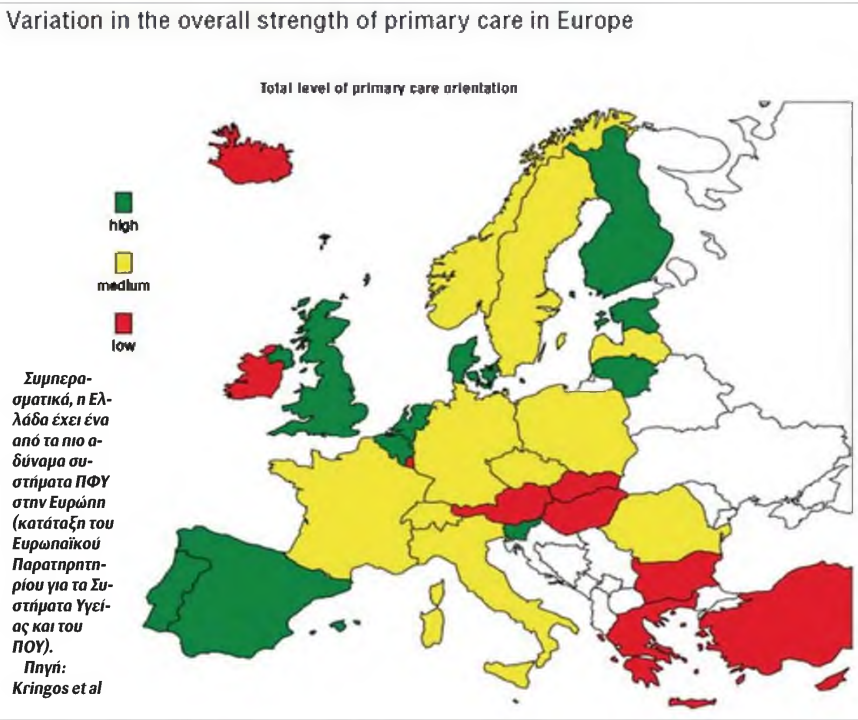 Variation in the overall strength of primary care in Europe
Total level of primary care orientation
high
medium
low
Συμπερα-
σματικά, η Ελ-
λάδα έχει ένα
από τα πιο α-
δύναμα συ-
στήματα ΠΦΥ
στην Ευρώπη
(κατάταξη του
Ευρωπαϊκού
Παρατηρητη-
ρίου για τα Συ-
στήματα Υγεί-
ας και του
ΠΟΥ).
Πηγή:
Kringos et al